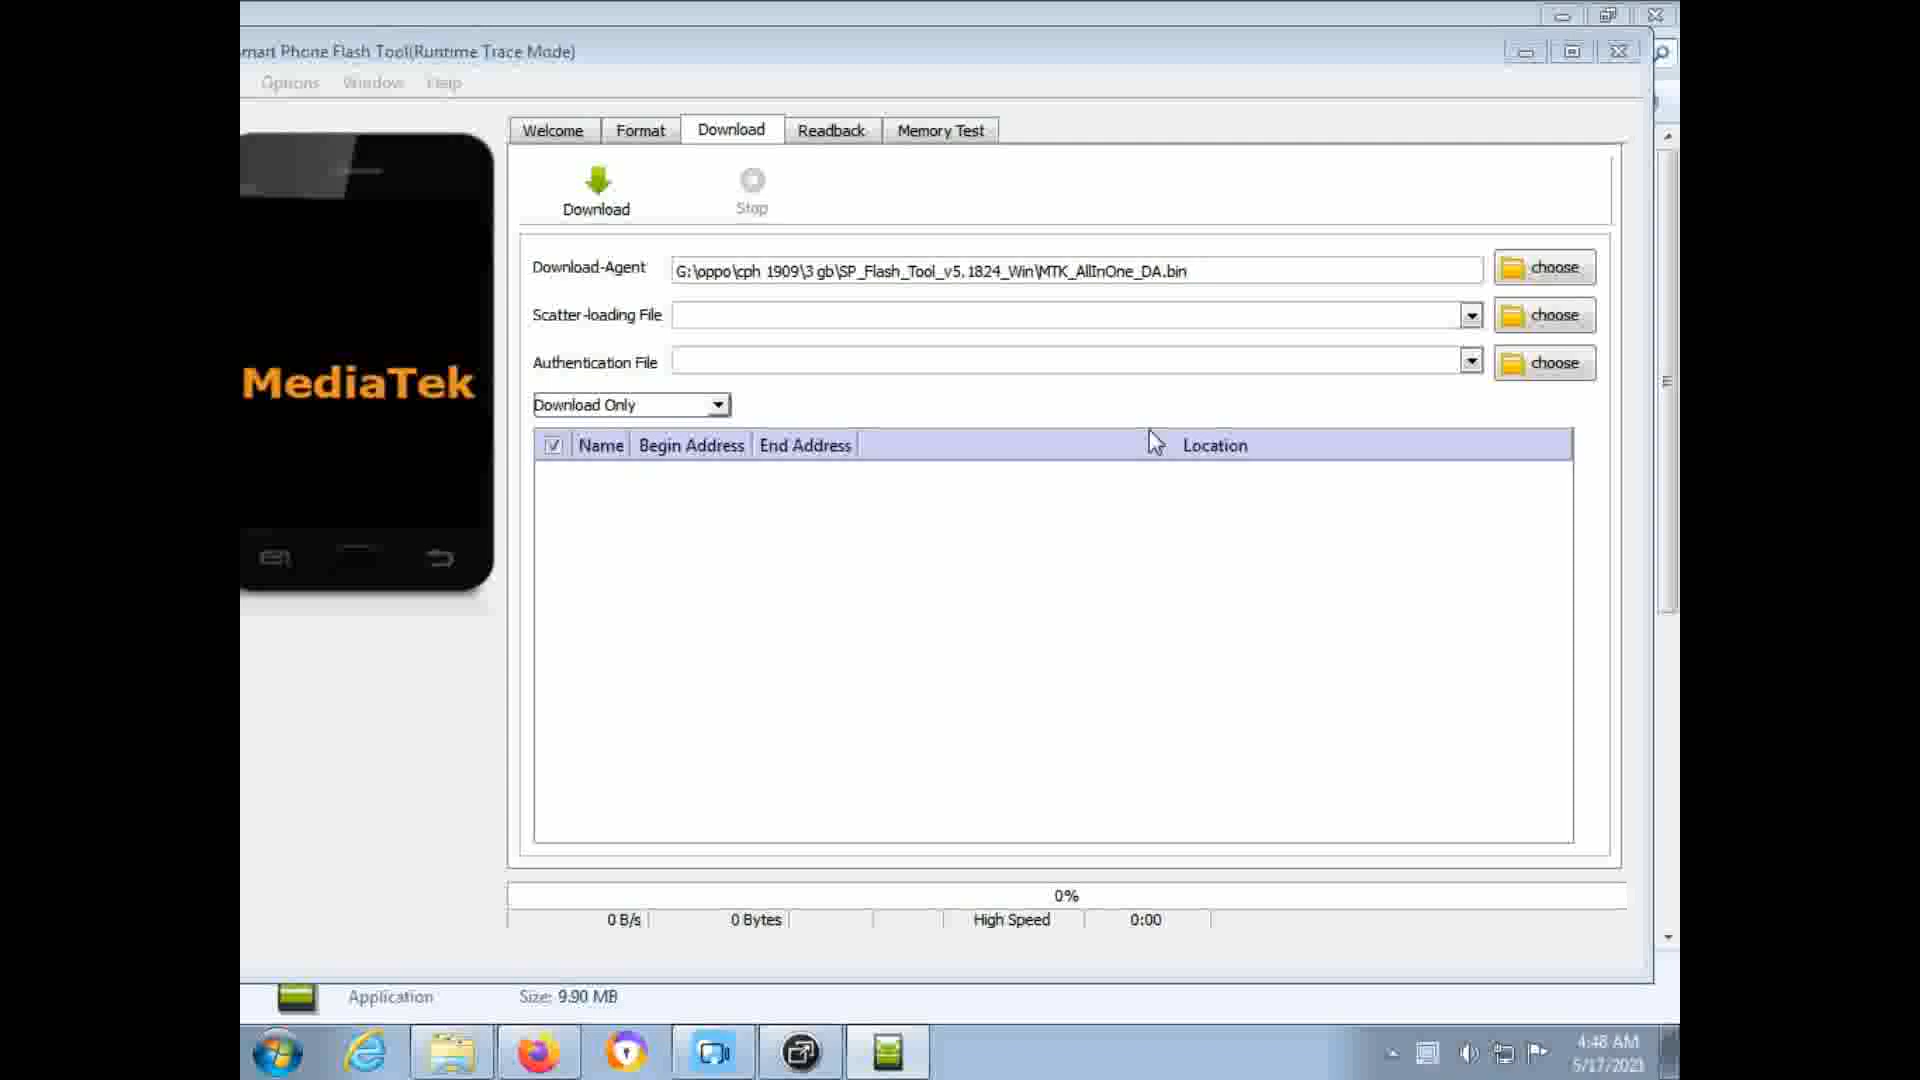 mart Phone Flash Tool(Runtime Trace Mode)
Options Window Help
Welcome Format Download Readback Memory Test
Download Stop
Download-Agent G:\oppo\cph 1909\3 gb\SP_Flash_Tool_v5.1824_Win\MTK_AllInOne_DA.bin choose
Scatter-loading File choose
Authentication File choose
MediaTek
Download Only
Name Begin Address End Address Location
0%
0 B/s 0 Bytes High Speed 0:00
Application Size: 9.90 MB
4:48 AM
5/17/2021